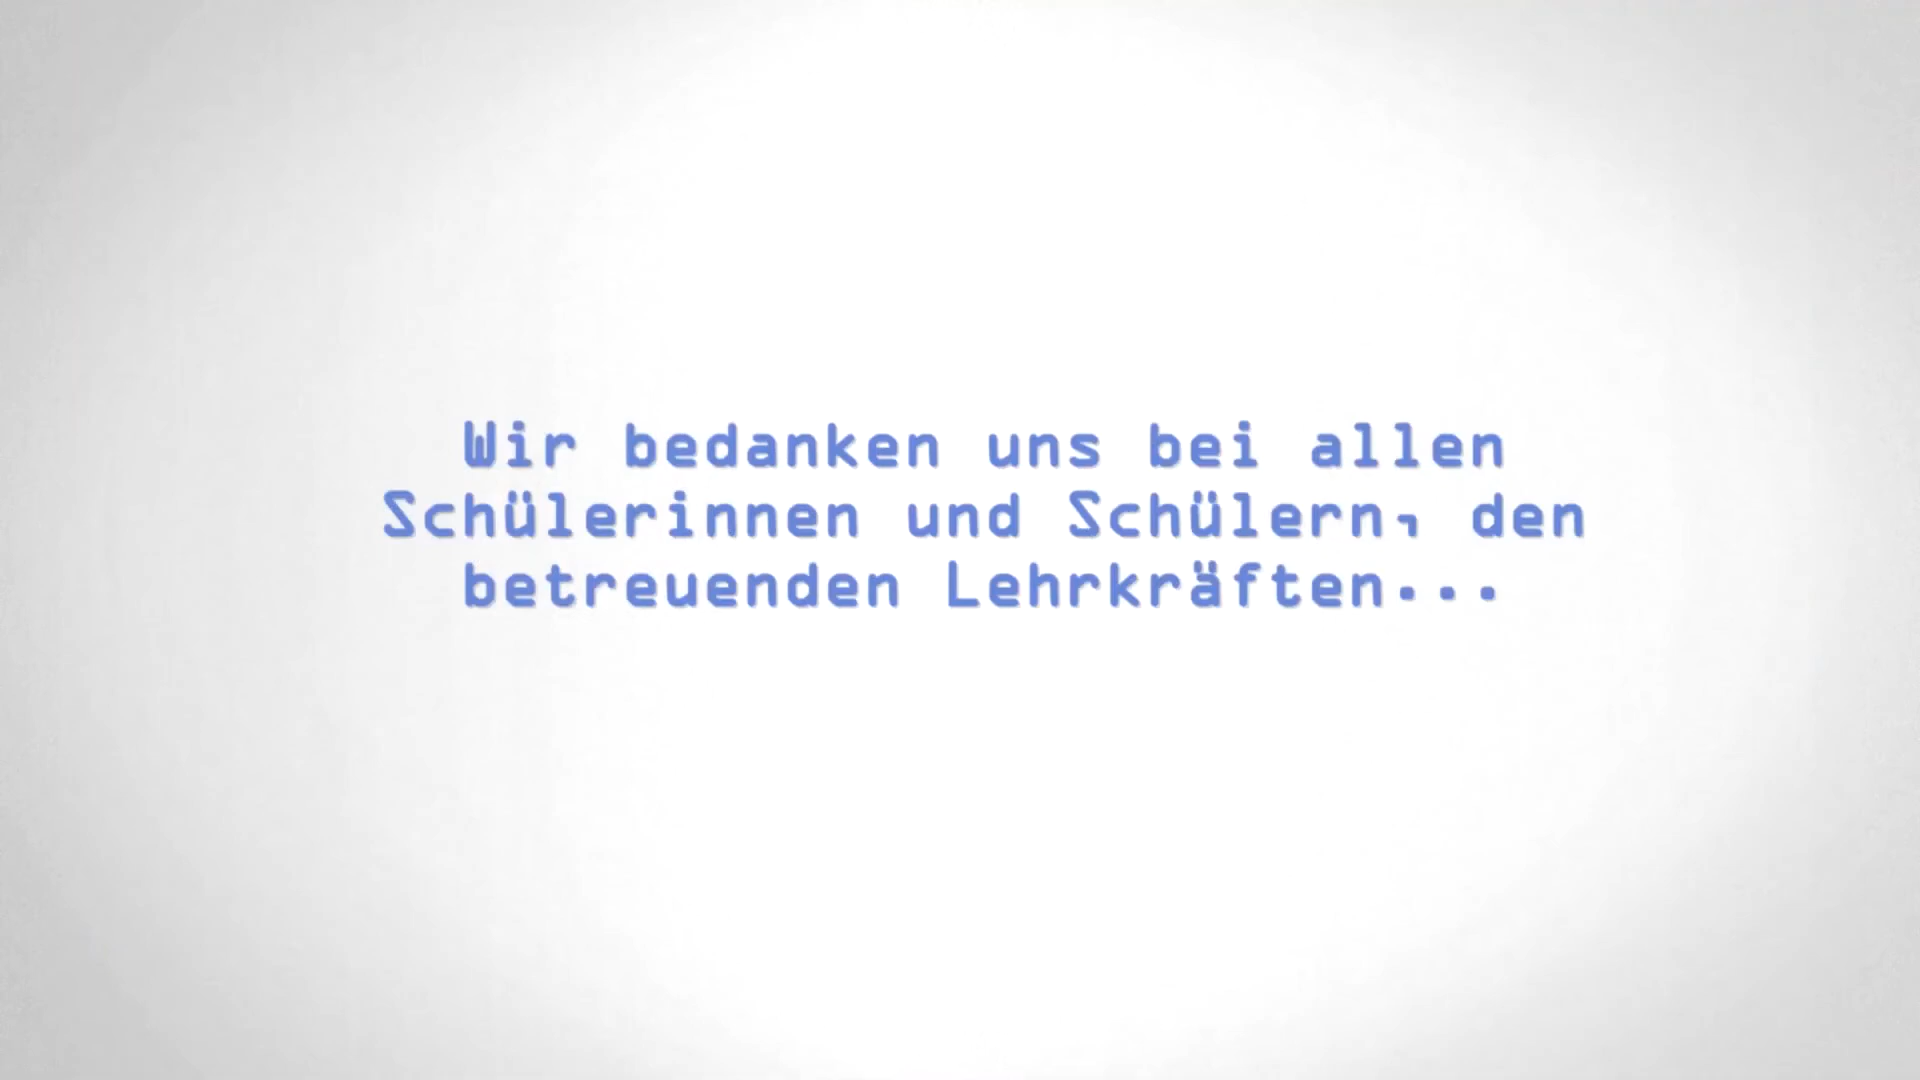 Wir bedanken uns bei allen
Schülerinnen und Schülern, den
betreuenden Lehrkräften...